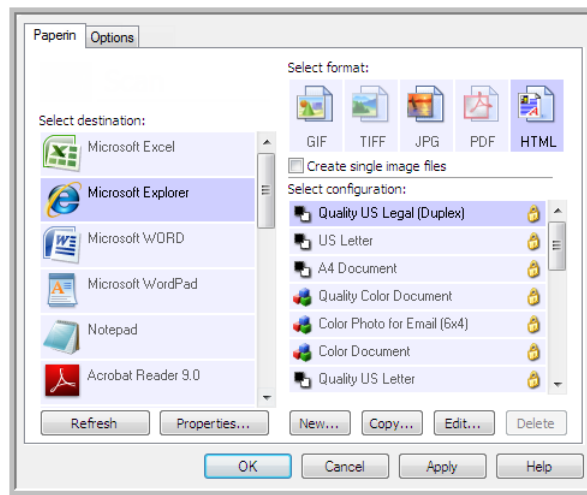 Paperin Options
Select format:
GIF TIFF JPG PDF HTML
Create single image files
Select destination:
Microsoft Excel
Microsoft Explorer
Microsoft WORD
Microsoft WordPad
Notepad
Acrobat Reader 9.0
Refresh Properties...
Select configuration:
Quality US Legal (Duplex)
US Letter
A4 Document
Quality Color Document
Color Photo for Email (6x4)
Color Document
Quality US Letter
New... Copy... Edit... Delete
OK Cancel Apply Help